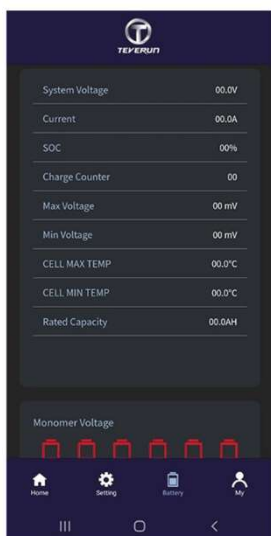 TEVERUN
System Voltage 00.0V
Current 00.0A
SOC 00%
Charge Counter 00
Max Voltage 00 mV
Min Voltage 00 mV
CELL MAX TEMP 00.0°C
CELL MIN TEMP 00.0°C
Rated Capacity 00.0AH
Monomer Voltage
Home Setting Battery My